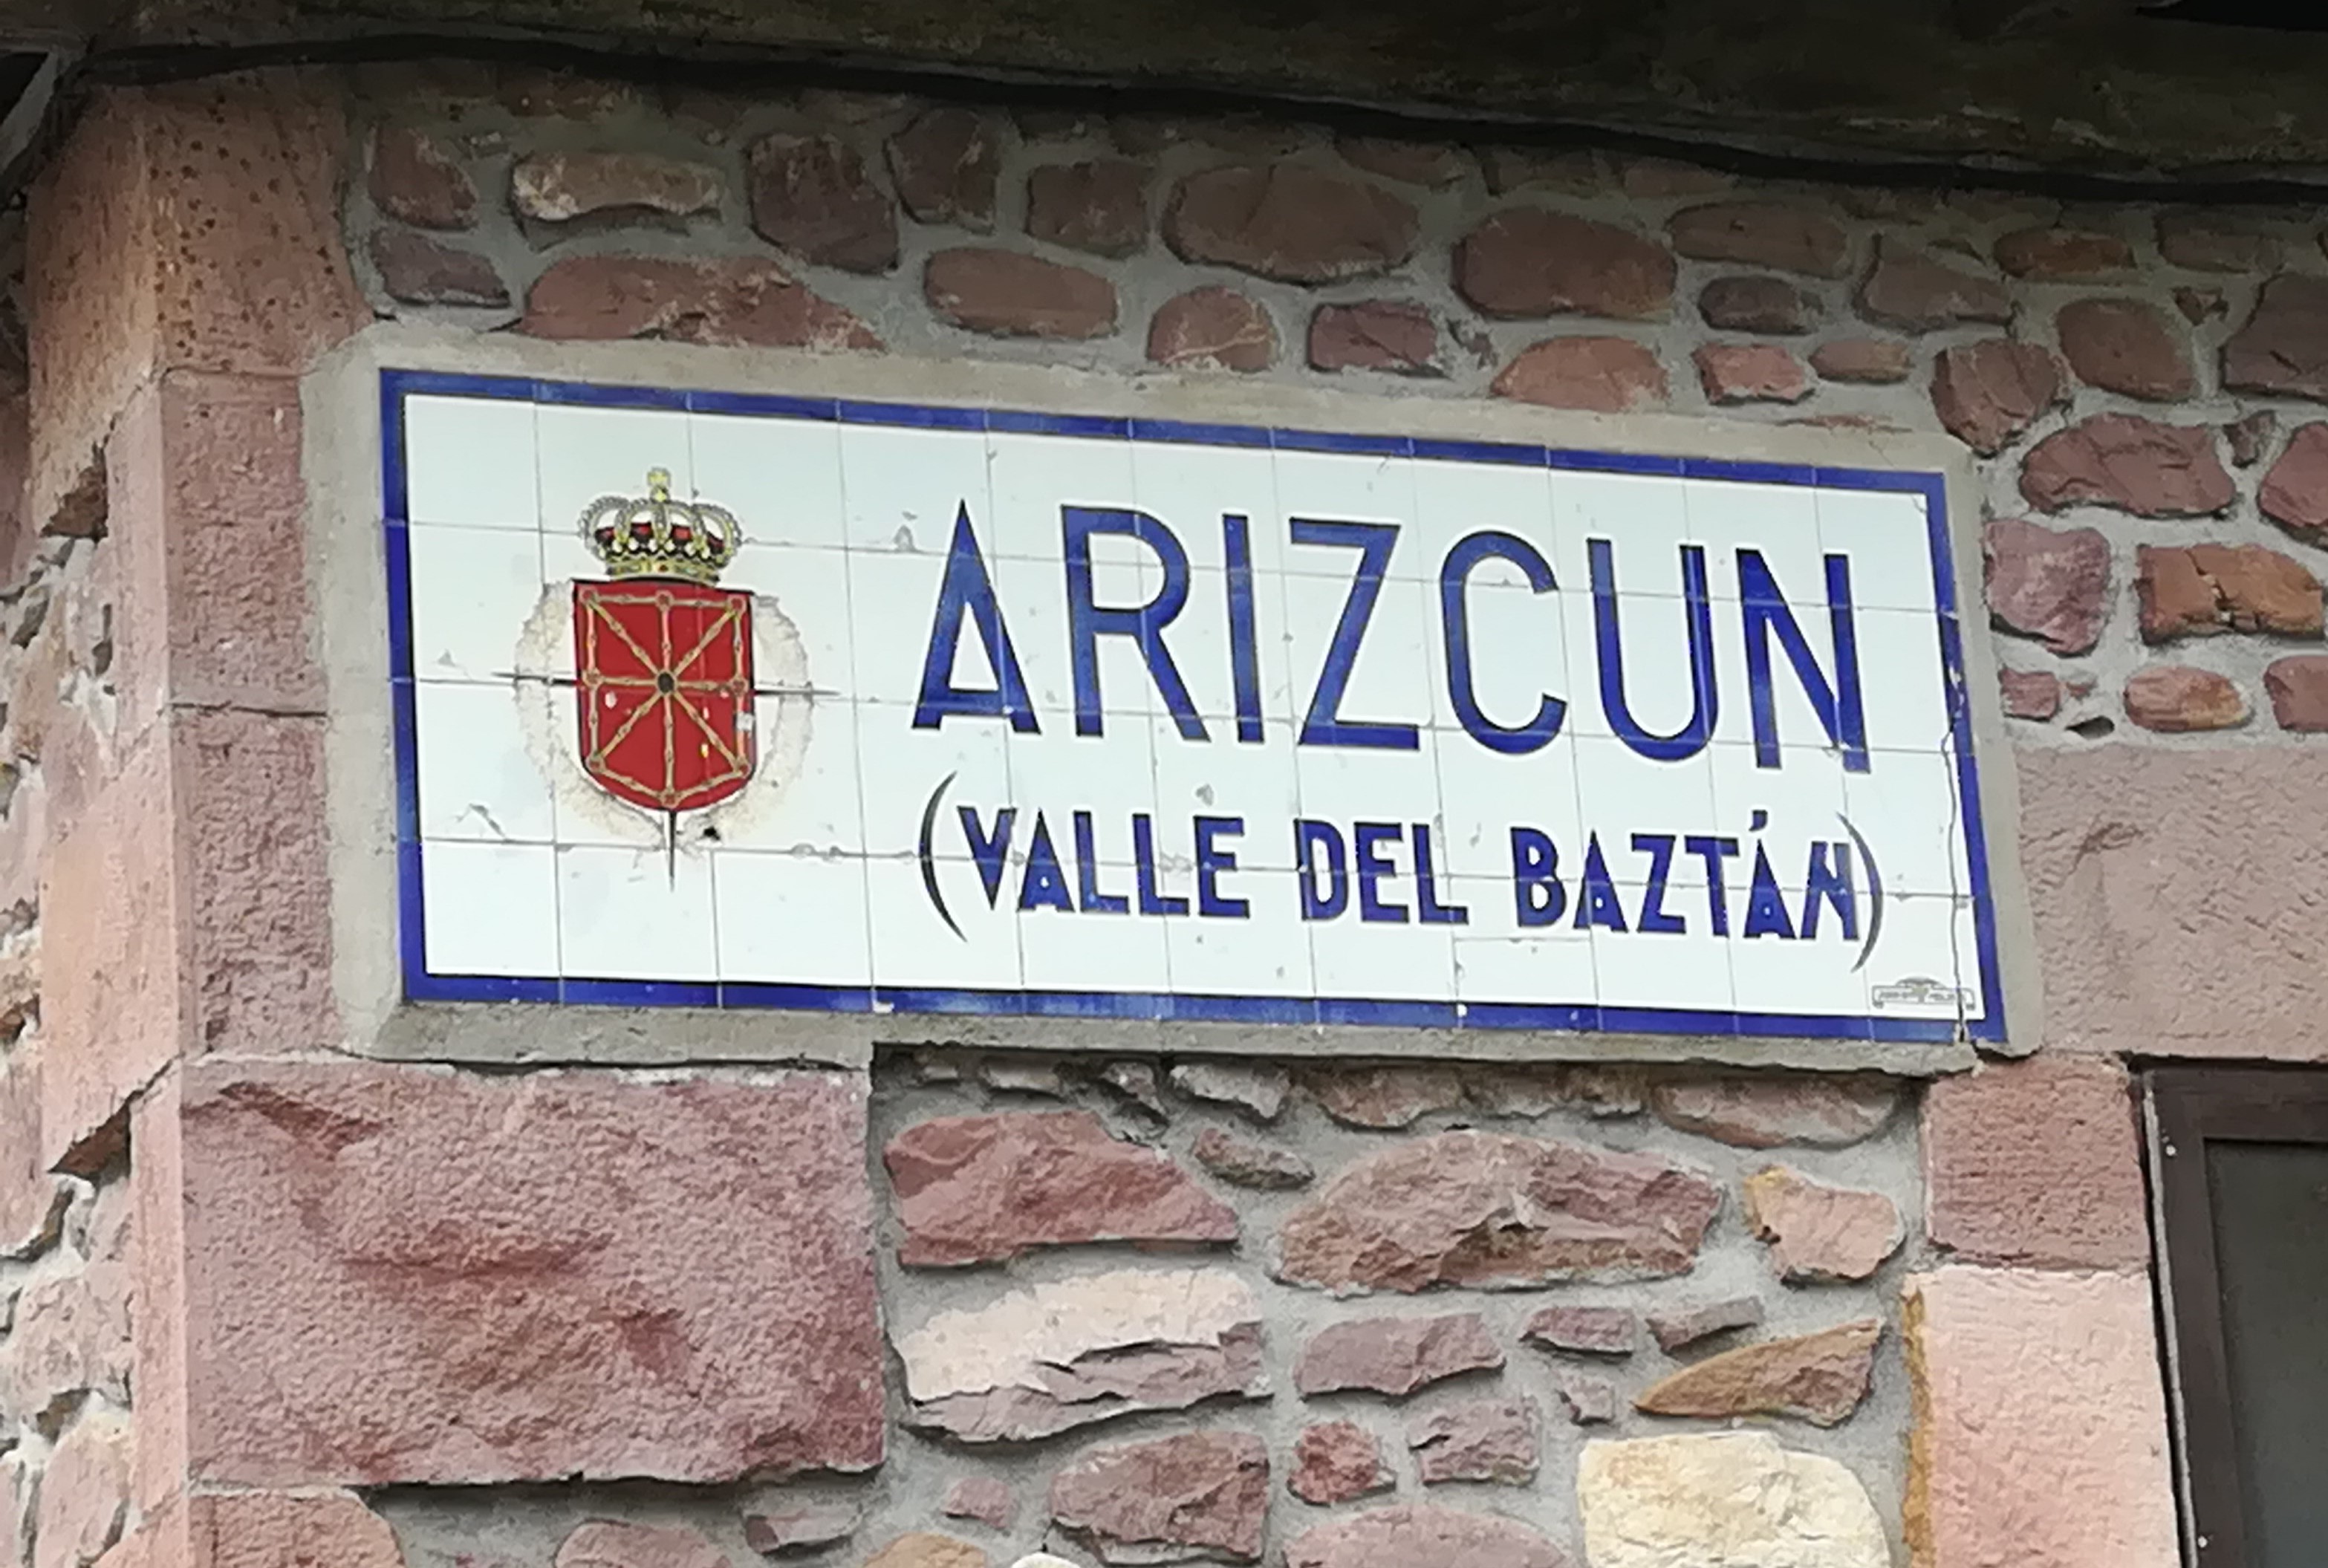 ARIZCUN
(VALLE DEL BAZTÁN)